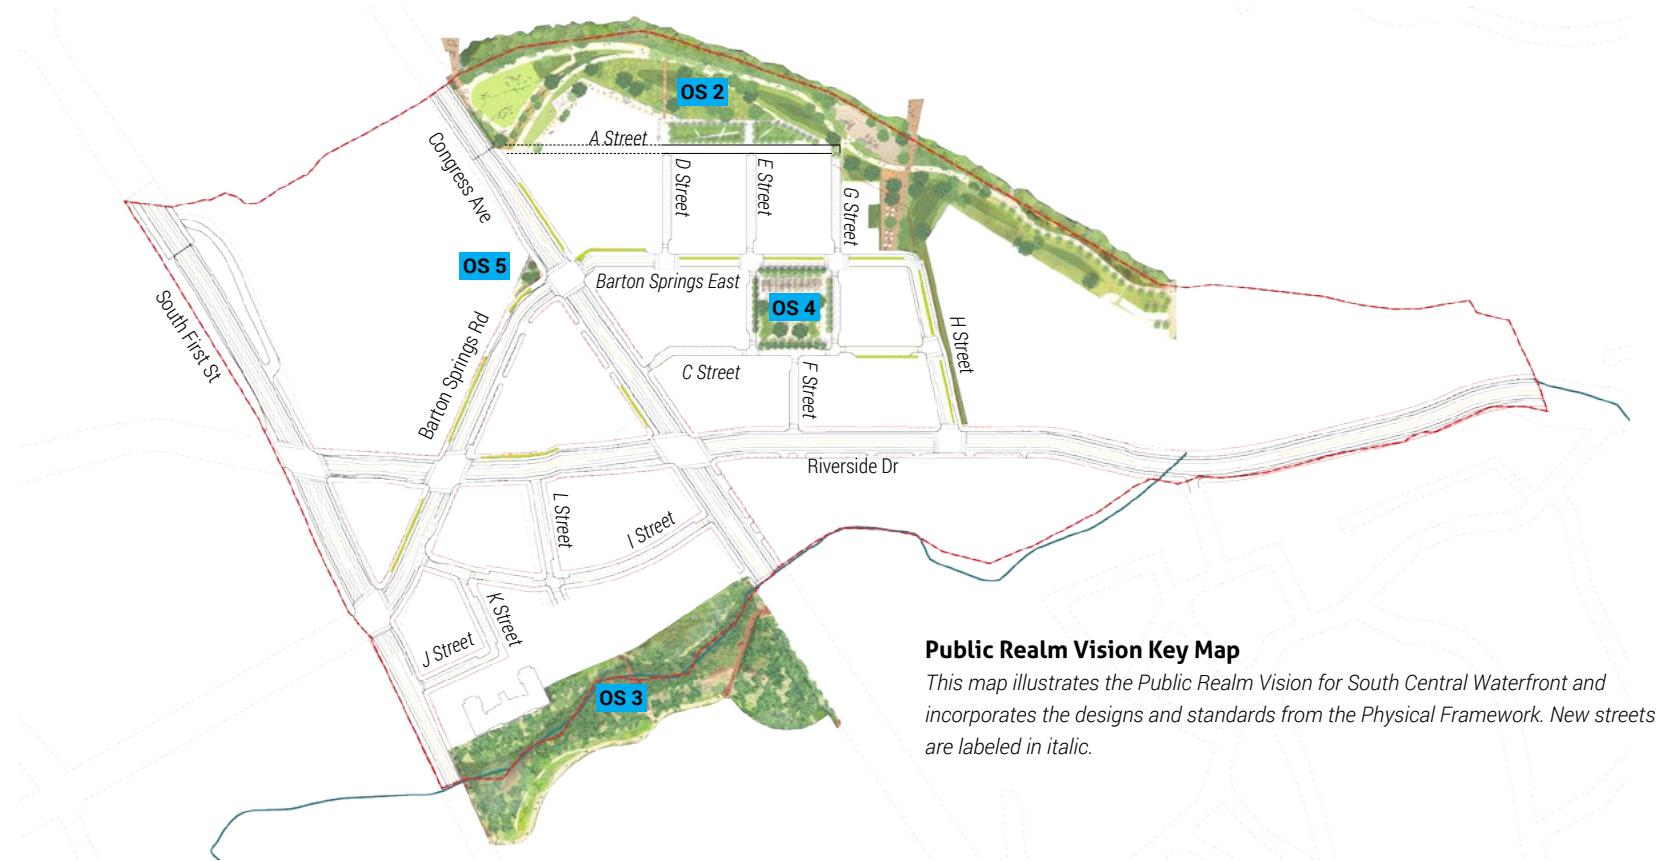 OS 2
A Street
Congress Ave
D Street
E Street
G Street
OS 5
Barton Springs East
OS 4
South First St
Barton Springs Rd
H Street
C Street
F Street
Riverside Dr
L Street
I Street
K Street
J Street
OS 3
Public Realm Vision Key Map
This map illustrates the Public Realm Vision for South Central Waterfront and
incorporates the designs and standards from the Physical Framework. New streets
are labeled in italic.